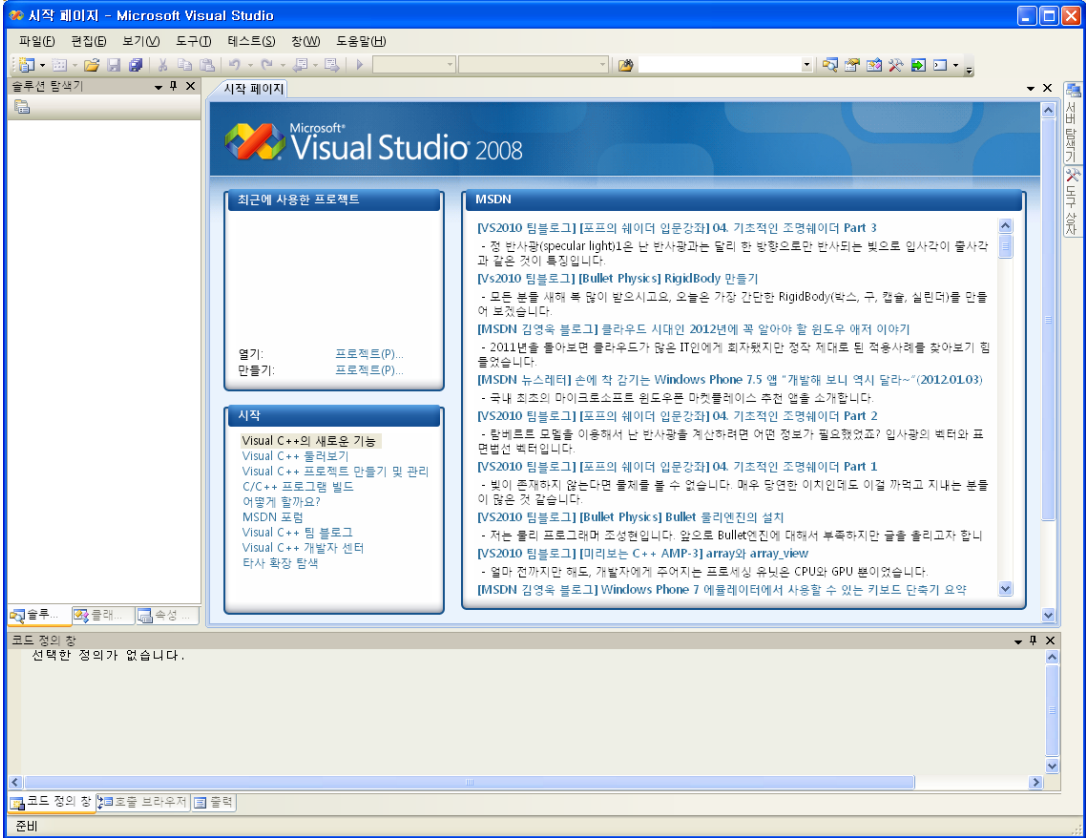 시작 페이지 - Microsoft Visual Studio
파일(F) 편집(E) 보기(V) 도구(T) 테스트(S) 창(W) 도움말(H)
솔루션 탐색기
시작 페이지
서버 탐색기
도구 상자
Microsoft®
Visual Studio® 2008
최근에 사용한 프로젝트
열기: 프로젝트(P)...
만들기: 프로젝트(P)...
시작
Visual C++의 새로운 기능
Visual C++ 둘러보기
Visual C++ 프로젝트 만들기 및 관리
C/C++ 프로그램 빌드
어떻게 할까요?
MSDN 포럼
Visual C++ 팀 블로그
Visual C++ 개발자 센터
타사 확장 탐색
MSDN
[VS2010 팀블로그] [포프의 쉐이더 입문강좌] 04. 기초적인 조명쉐이더 Part 3
- 정 반사광(specular light)1은 난 반사광과는 달리 한 방향으로만 반사되는 빛으로 입사각이 출사각
과 같은 것이 특징입니다.
[Vs2010 팀블로그] [Bullet Physics] RigidBody 만들기
- 모든 분들 새해 복 많이 받으시고요, 오늘은 가장 간단한 RigidBody(박스, 구, 캡슐, 실린더)를 만들
어 보겠습니다.
[MSDN 김영욱 블로그] 클라우드 시대인 2012년에 꼭 알아야 할 윈도우 애저 이야기
- 2011년을 돌아보면 클라우드가 많은 IT인에게 회자됐지만 정작 제대로 된 적용사례를 찾아보기 힘
들었습니다.
[MSDN 뉴스레터] 손에 착 감기는 Windows Phone 7.5 앱 "개발해 보니 역시 달라~"(2012.01.03)
- 국내 최초의 마이크로소프트 윈도우폰 마켓플레이스 추천 앱을 소개합니다.
[VS2010 팀블로그] [포프의 쉐이더 입문강좌] 04. 기초적인 조명쉐이더 Part 2
- 람베르트 모델을 이용해서 난 반사광을 계산하려면 어떤 정보가 필요했었죠? 입사광의 벡터와 표
면법선 벡터입니다.
[VS2010 팀블로그] [포프의 쉐이더 입문강좌] 04. 기초적인 조명쉐이더 Part 1
- 빛이 존재하지 않는다면 물체를 볼 수 없습니다. 매우 당연한 이치인데도 이걸 까먹고 지내는 분들
이 많은 것 같습니다.
[VS2010 팀블로그] [Bullet Physics] Bullet 물리엔진의 설치
- 저는 물리 프로그래머 조성현입니다. 앞으로 Bullet엔진에 대해서 부족하지만 글을 올리고자 합니
[VS2010 팀블로그] [미리보는 C++ AMP-3] array와 array_view
- 얼마 전까지만 해도, 개발자에게 주어지는 프로세싱 유닛은 CPU와 GPU 뿐이었습니다.
[MSDN 김영욱 블로그] Windows Phone 7 에뮬레이터에서 사용할 수 있는 키보드 단축기 요약
솔루... 클래... 속성 ...
코드 정의 창
선택한 정의가 없습니다.
코드 정의 창 호출 브라우저 출력
준비